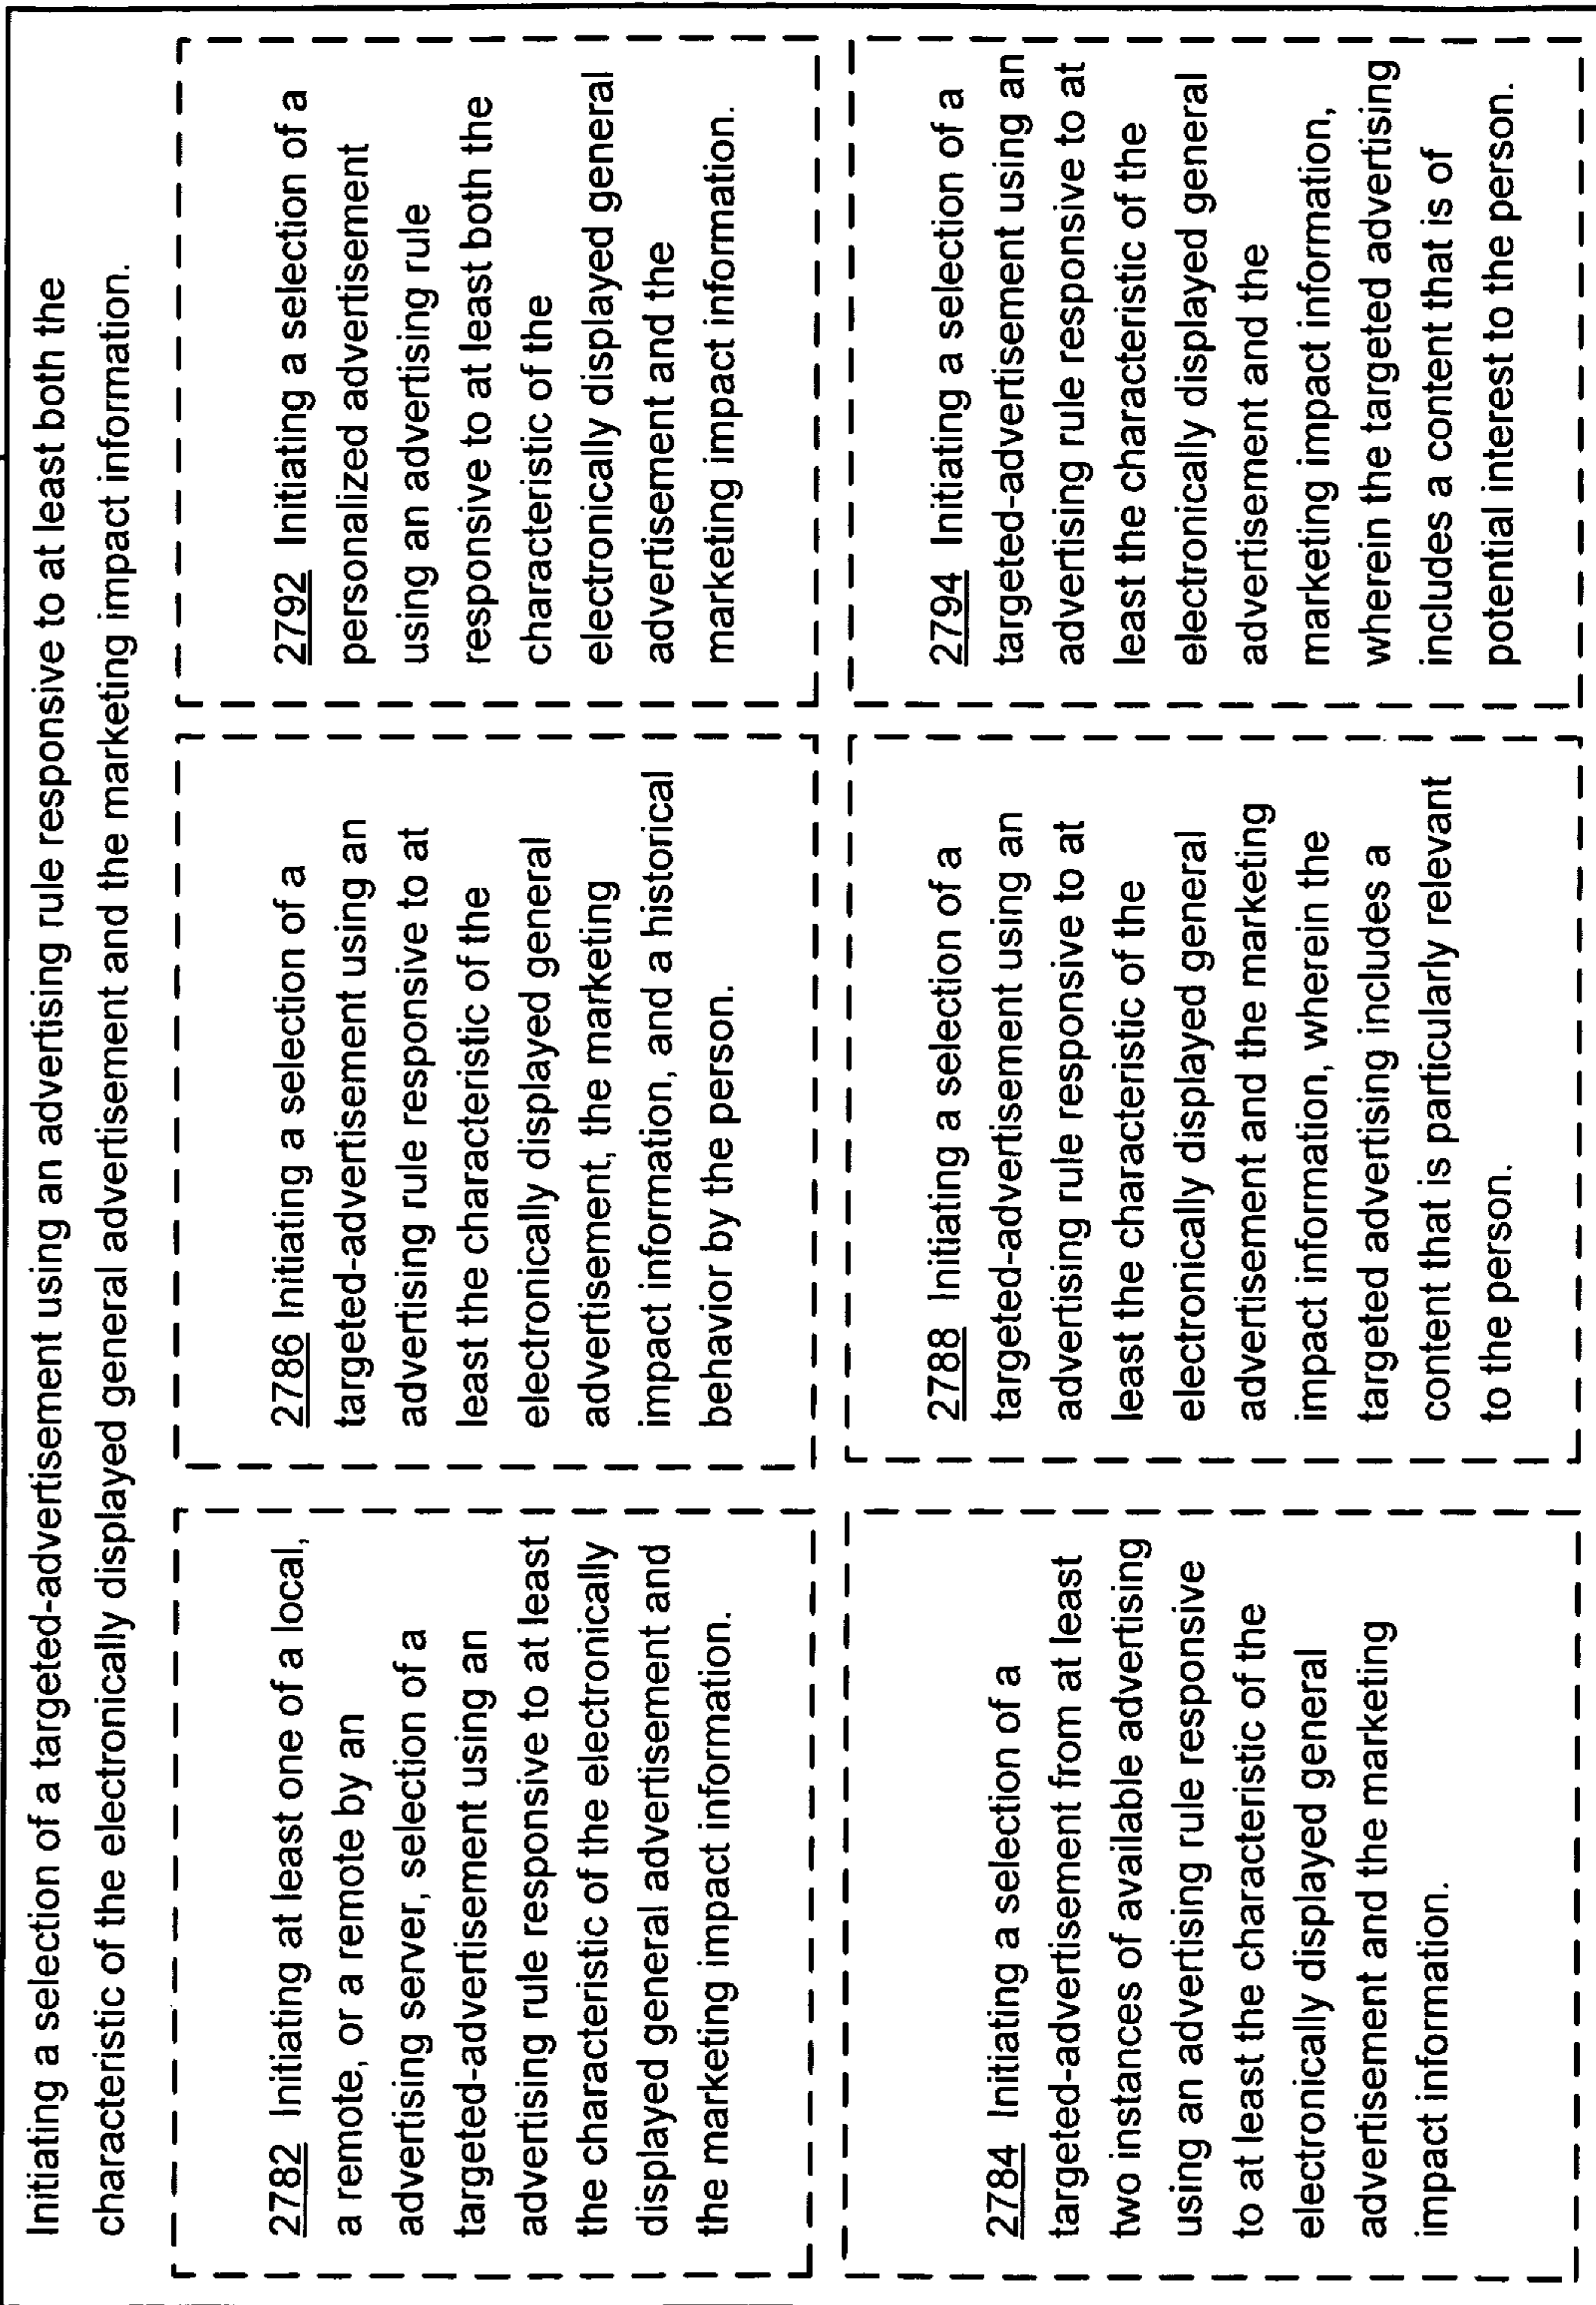 Initiating a selection of a targeted-advertisement using an advertising rule responsive to at least both the
characteristic of the electronically displayed general advertisement and the marketing impact information.
2782 Initiating at least one of a local,
a remote, or a remote by an
advertising server, selection of a
targeted-advertisement using an
advertising rule responsive to at least
the characteristic of the electronically
displayed general advertisement and
the marketing impact information.
2786 Initiating a selection of a
targeted-advertisement using an
advertising rule responsive to at
least the characteristic of the
electronically displayed general
advertisement, the marketing
impact information, and a historical
behavior by the person.
2792 Initiating a selection of a
personalized advertisement
using an advertising rule
responsive to at least both the
characteristic of the
electronically displayed general
advertisement and the
marketing impact information.
2784 Initiating a selection of a
targeted-advertisement from at least
two instances of available advertising
using an advertising rule responsive
to at least the characteristic of the
electronically displayed general
advertisement and the marketing
impact information.
2788 Initiating a selection of a
targeted-advertisement using an
advertising rule responsive to at
least the characteristic of the
electronically displayed general
advertisement and the marketing
impact information, wherein the
targeted advertising includes a
content that is particularly relevant
to the person.
2794 Initiating a selection of a
targeted-advertisement using an
advertising rule responsive to at
least the characteristic of the
electronically displayed general
advertisement and the
marketing impact information,
wherein the targeted advertising
includes a content that is of
potential interest to the person.